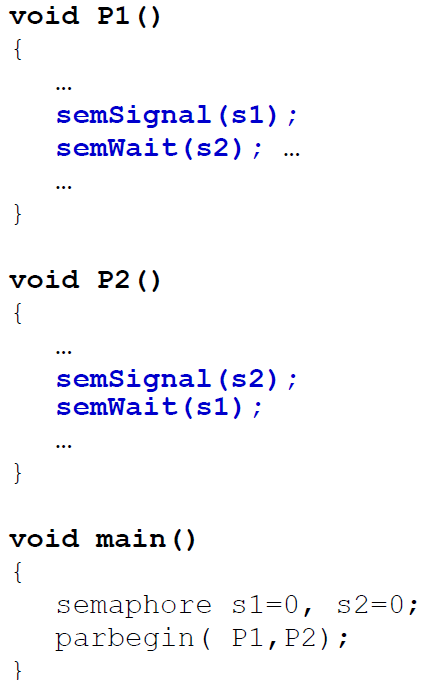 void P1()
{
…
semSignal(s1);
semWait(s2); …
…
}
void P2()
{
…
semSignal(s2);
semWait(s1);
…
}
void main()
{
semaphore s1=0, s2=0;
parbegin( P1,P2);
}